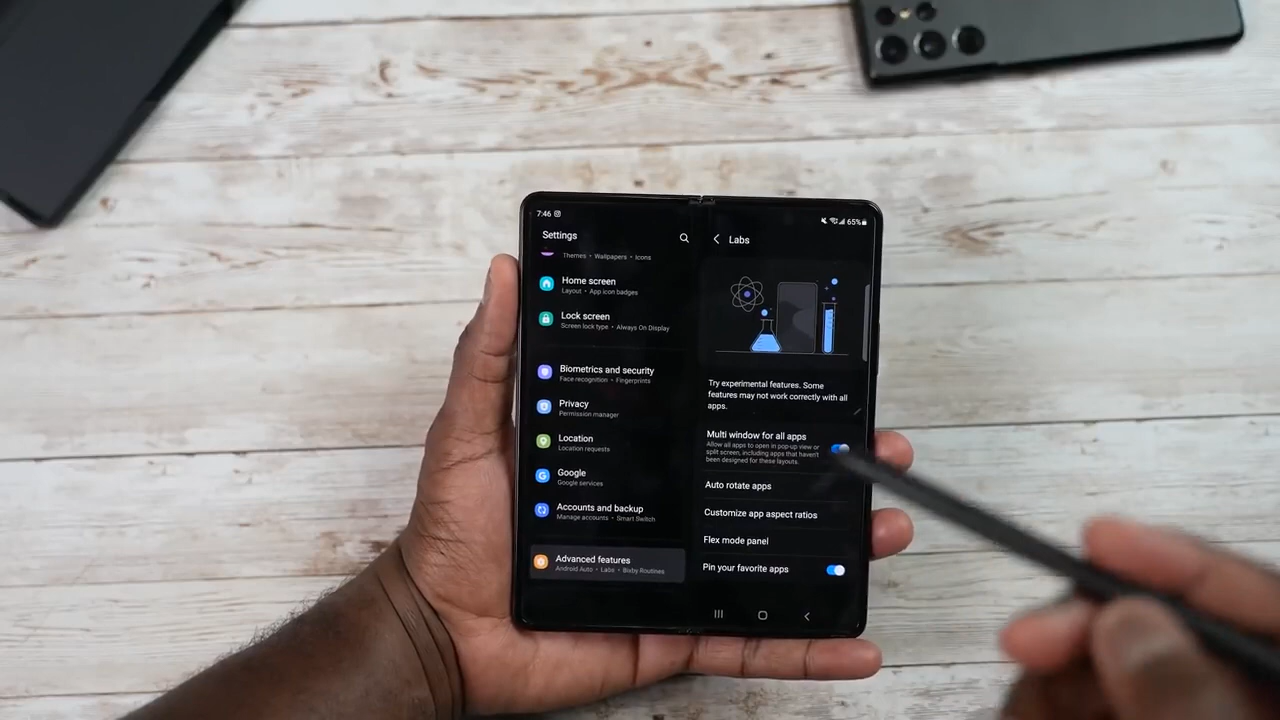 7:46
65%
Settings
Themes • Wallpapers • Icons
Home screen
Layout • App icon badges
Lock screen
Screen lock type • Always On Display
Biometrics and security
Face recognition • Fingerprints
Privacy
Permission manager
Location
Location requests
Google
Google services
Accounts and backup
Manage accounts • Smart Switch
Advanced features
Android Auto • Labs • Bixby Routines
Labs
Try experimental features. Some
features may not work correctly with all
apps.
Multi window for all apps
Allow all apps to open in pop-up view or
split screen, including apps that haven't
been designed for these layouts.
Auto rotate apps
Customize app aspect ratios
Flex mode panel
Pin your favorite apps